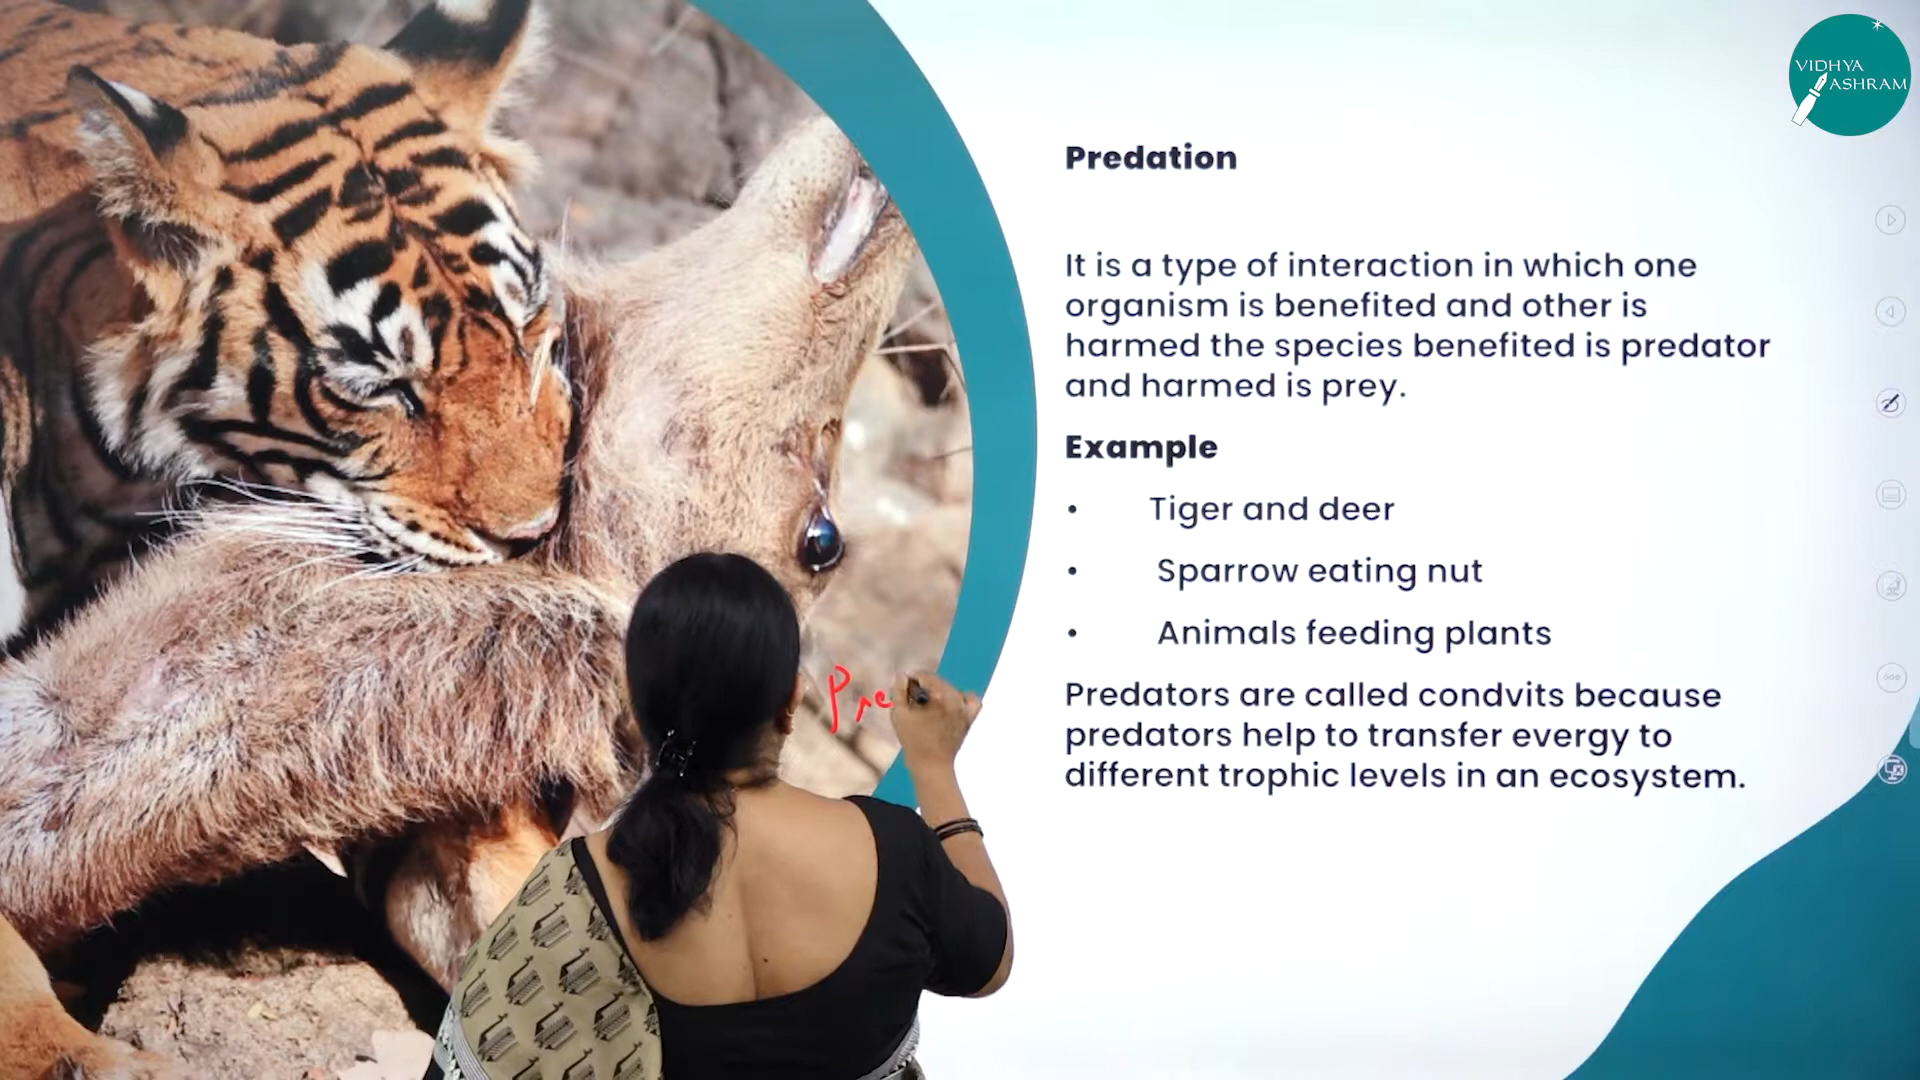 VIDHYA
ASHRAM
Predation
It is a type of interaction in which one
organism is benefited and other is
harmed the species benefited is predator
and harmed is prey.
Example
• Tiger and deer
• Sparrow eating nut
• Animals feeding plants
Pre
Predators are called condvits because
predators help to transfer evergy to
different trophic levels in an ecosystem.